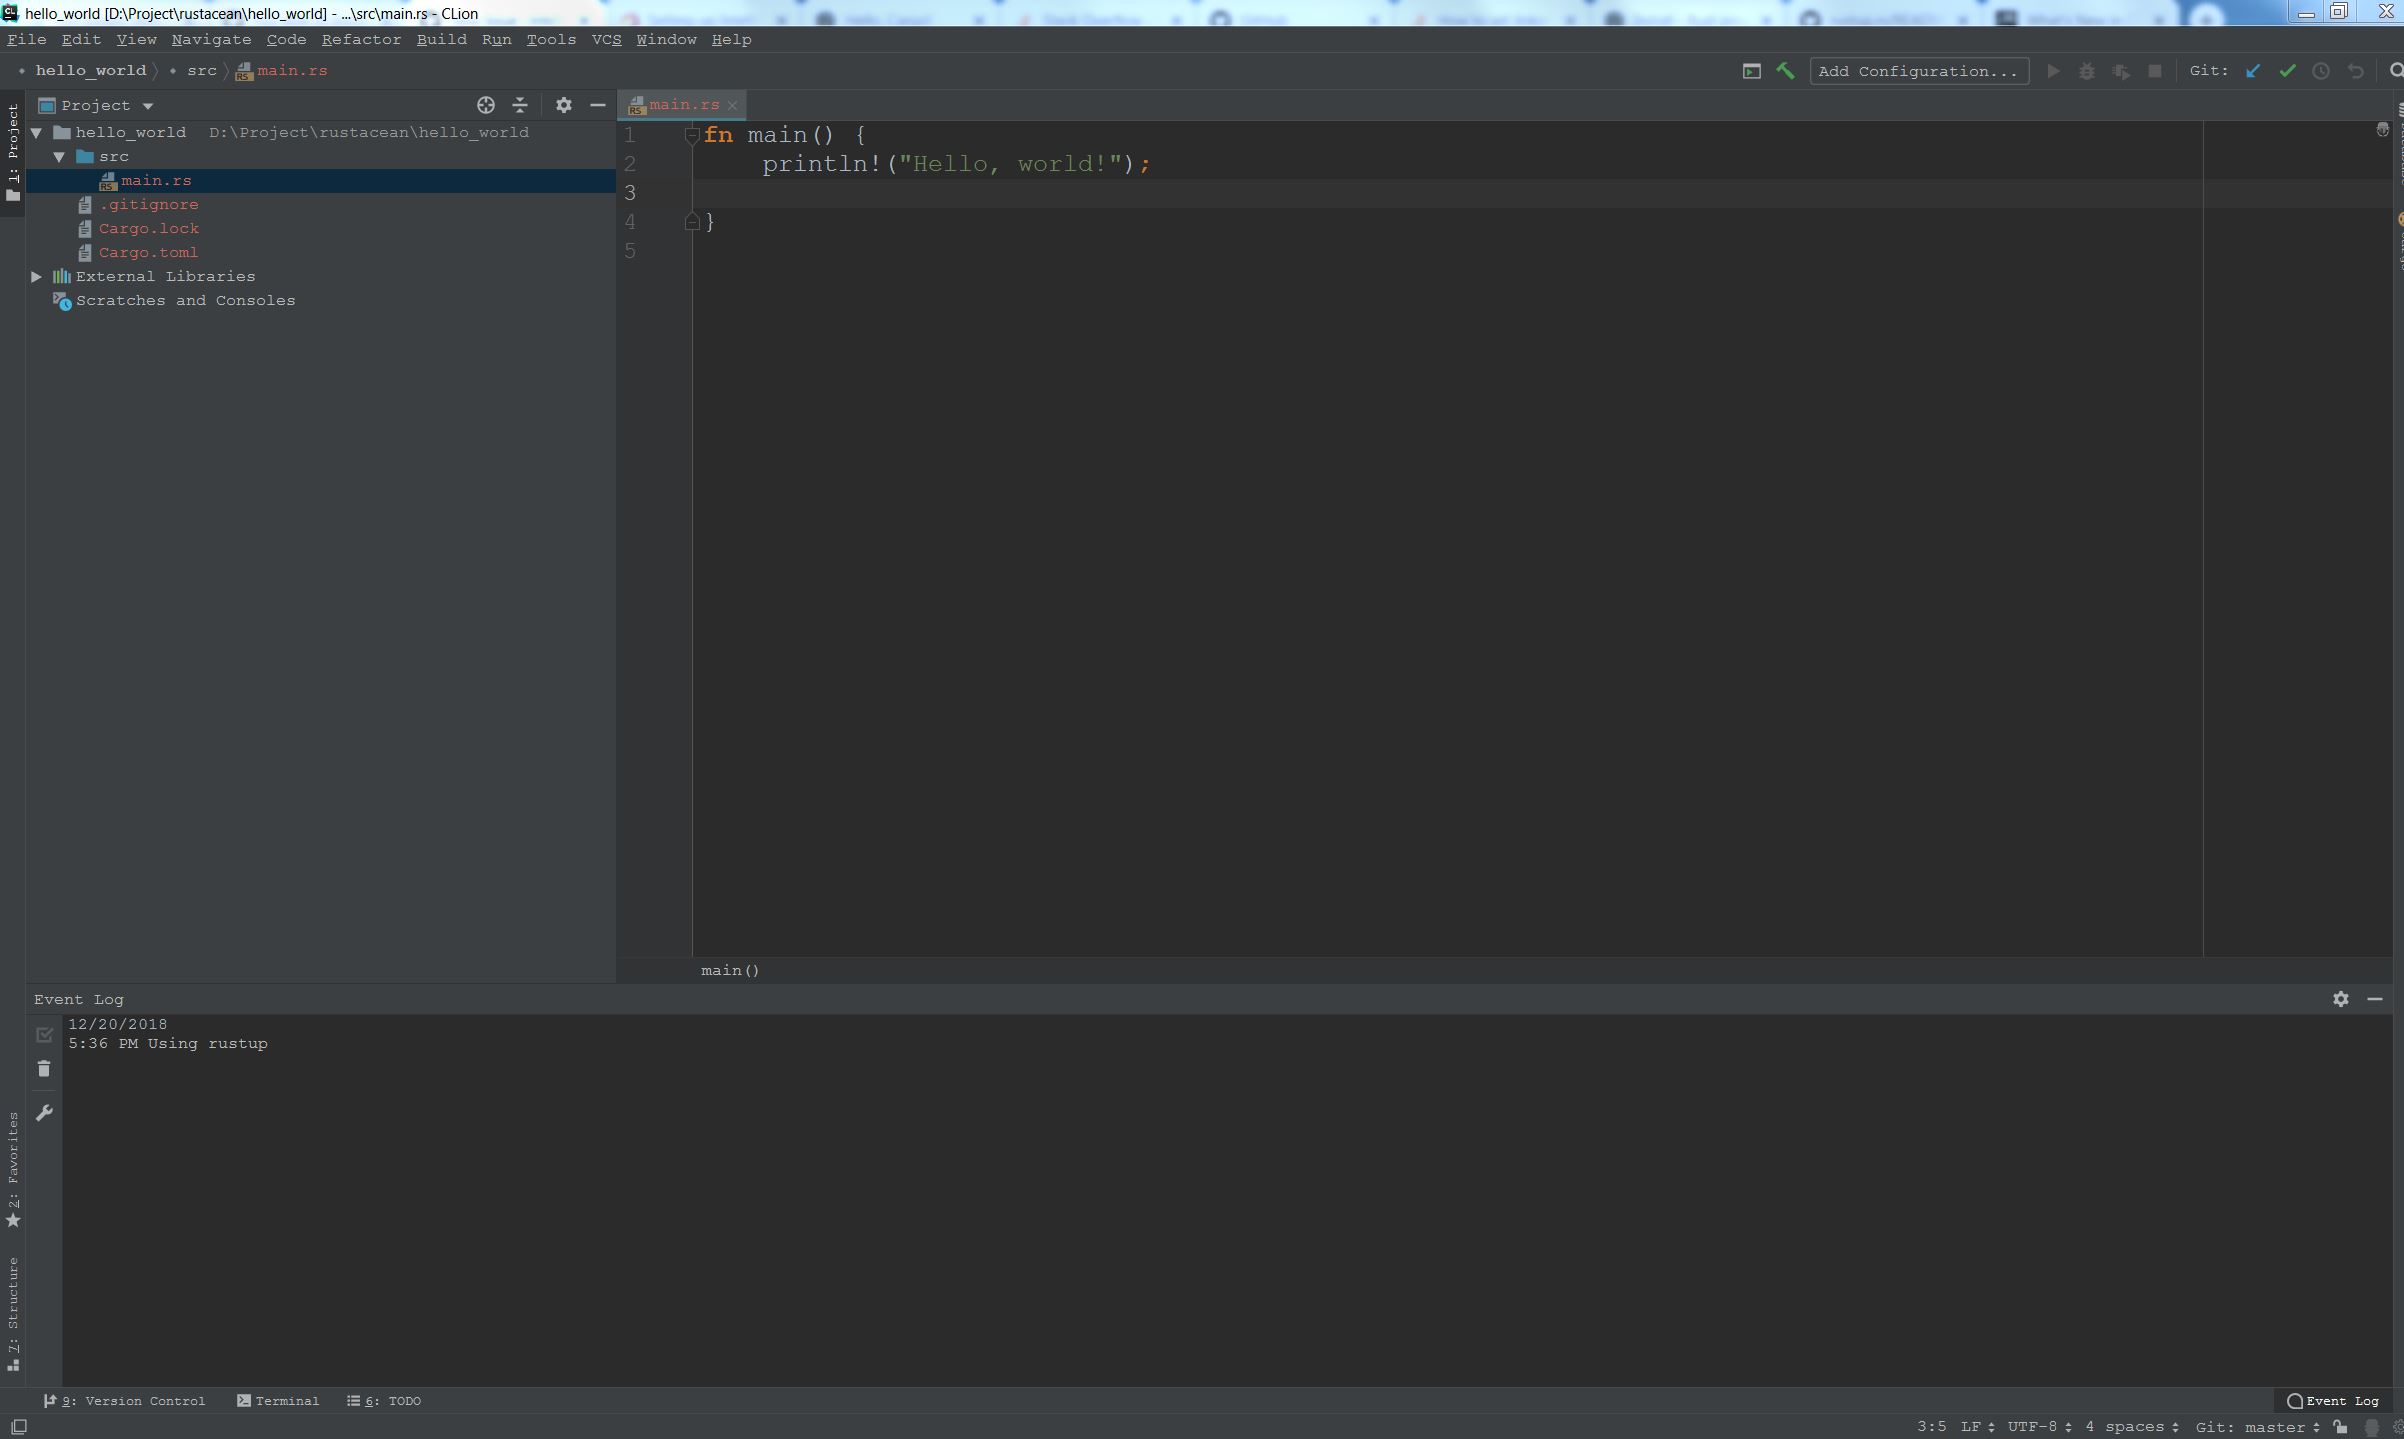 hello_world [D:\Project\rustacean\hello_world] - ...\src\main.rs - CLion
File Edit View Navigate Code Refactor Build Run Tools VCS Window Help
hello_world src main.rs
Add Configuration... Git:
1: Project
Project
main.rs
hello_world D:\Project\rustacean\hello_world
src
main.rs
.gitignore
Cargo.lock
Cargo.toml
External Libraries
Scratches and Consoles
1 fn main() {
2 println!("Hello, world!");
3
4 }
5
main()
Event Log
12/20/2018
5:36 PM Using rustup
2: Favorites
7: Structure
9: Version Control Terminal 6: TODO Event Log
3:5 LF UTF-8 4 spaces Git: master